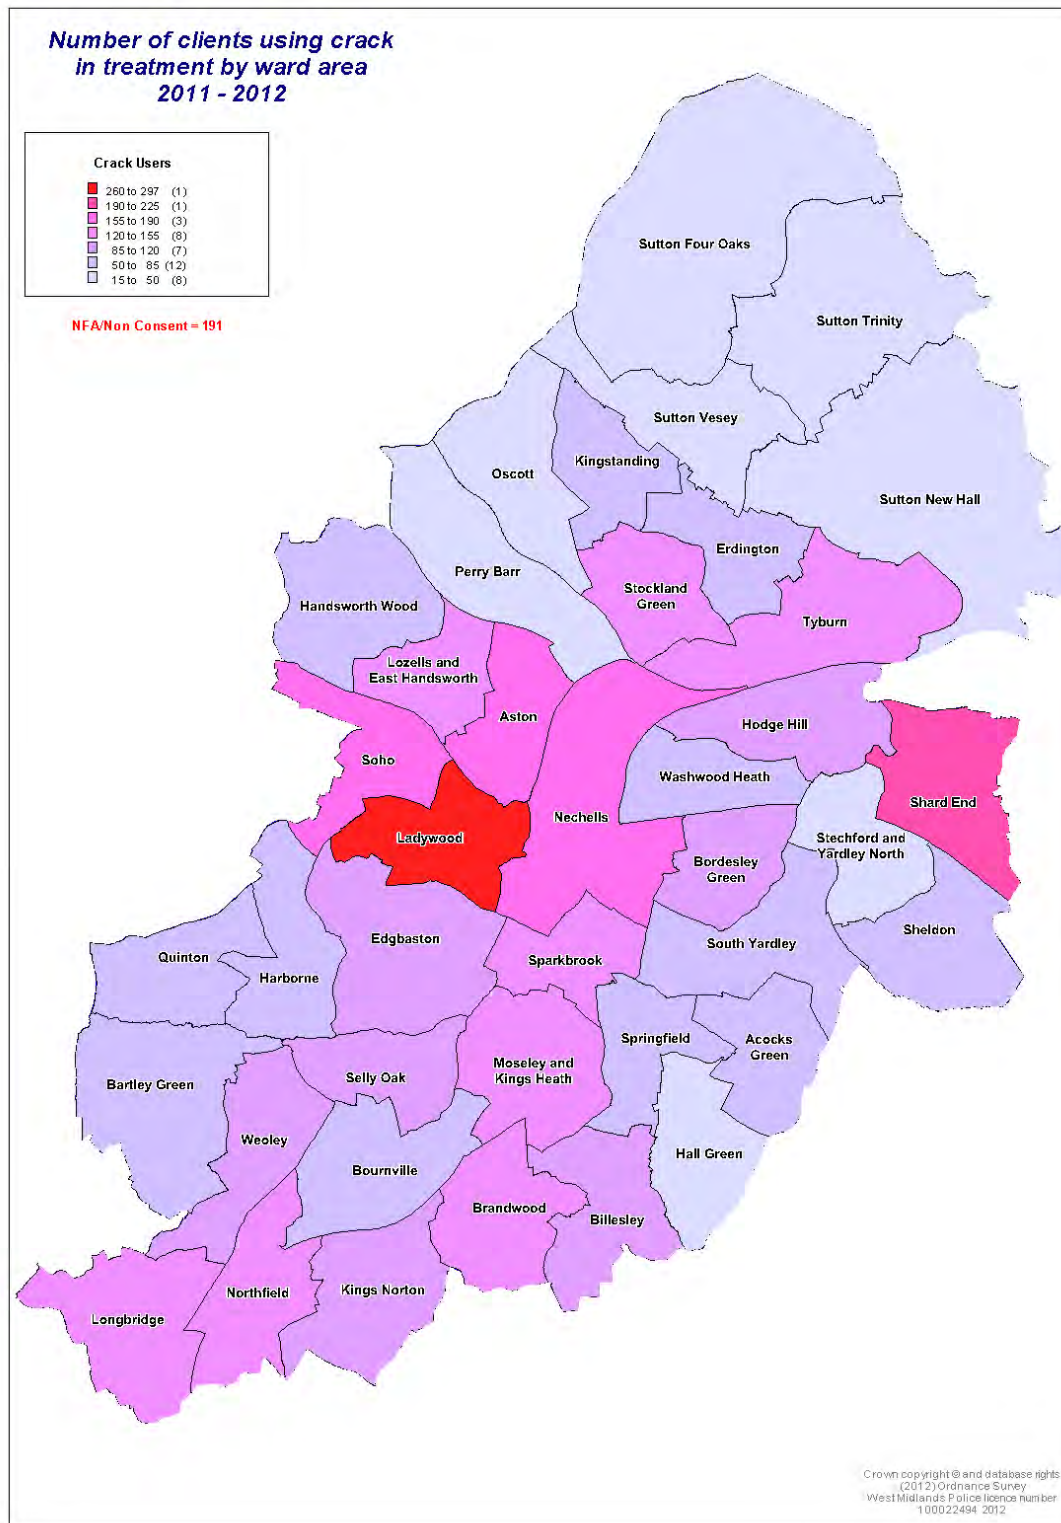 Number of clients using crack
in treatment by ward area
2011 - 2012
Crack Users
260 to 297 (1)
190 to 225 (1)
155 to 190 (3)
120 to 155 (8)
85 to 120 (7)
50 to 85 (12)
15 to 50 (8)
NFA/Non Consent = 191
Sutton Four Oaks
Sutton Trinity
Sutton Vesey
Kingstanding
Oscott
Sutton New Hall
Erdington
Perry Barr
Stockland
Green
Handsworth Wood
Tyburn
Lozells and
East Handsworth
Aston
Hodge Hill
Soho
Washwood Heath
Shard End
Nechells
Ladywood
Stechford and
Yardley North
Bordesley
Green
Edgbaston
South Yardley
Sheldon
Quinton
Sparkbrook
Harborne
Springfield
Acocks
Green
Moseley and
Kings Heath
Bartley Green
Selly Oak
Weoley
Hall Green
Bournville
Brandwood
Billesley
Northfield
Kings Norton
Longbridge
Crown copyright © and database rights
(2012) Ordnance Survey
West Midlands Police licence number
100022494 2012